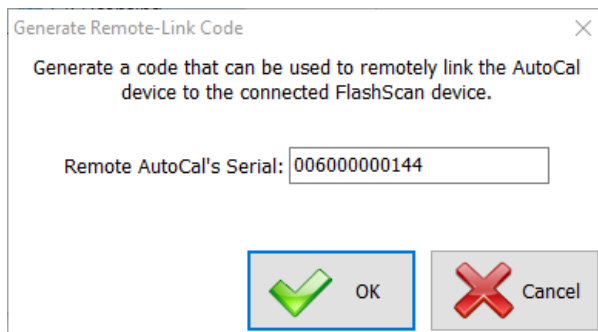 Generate Remote-Link Code
Generate a code that can be used to remotely link the AutoCal
device to the connected FlashScan device.
Remote AutoCal's Serial: 006000000144
OK Cancel